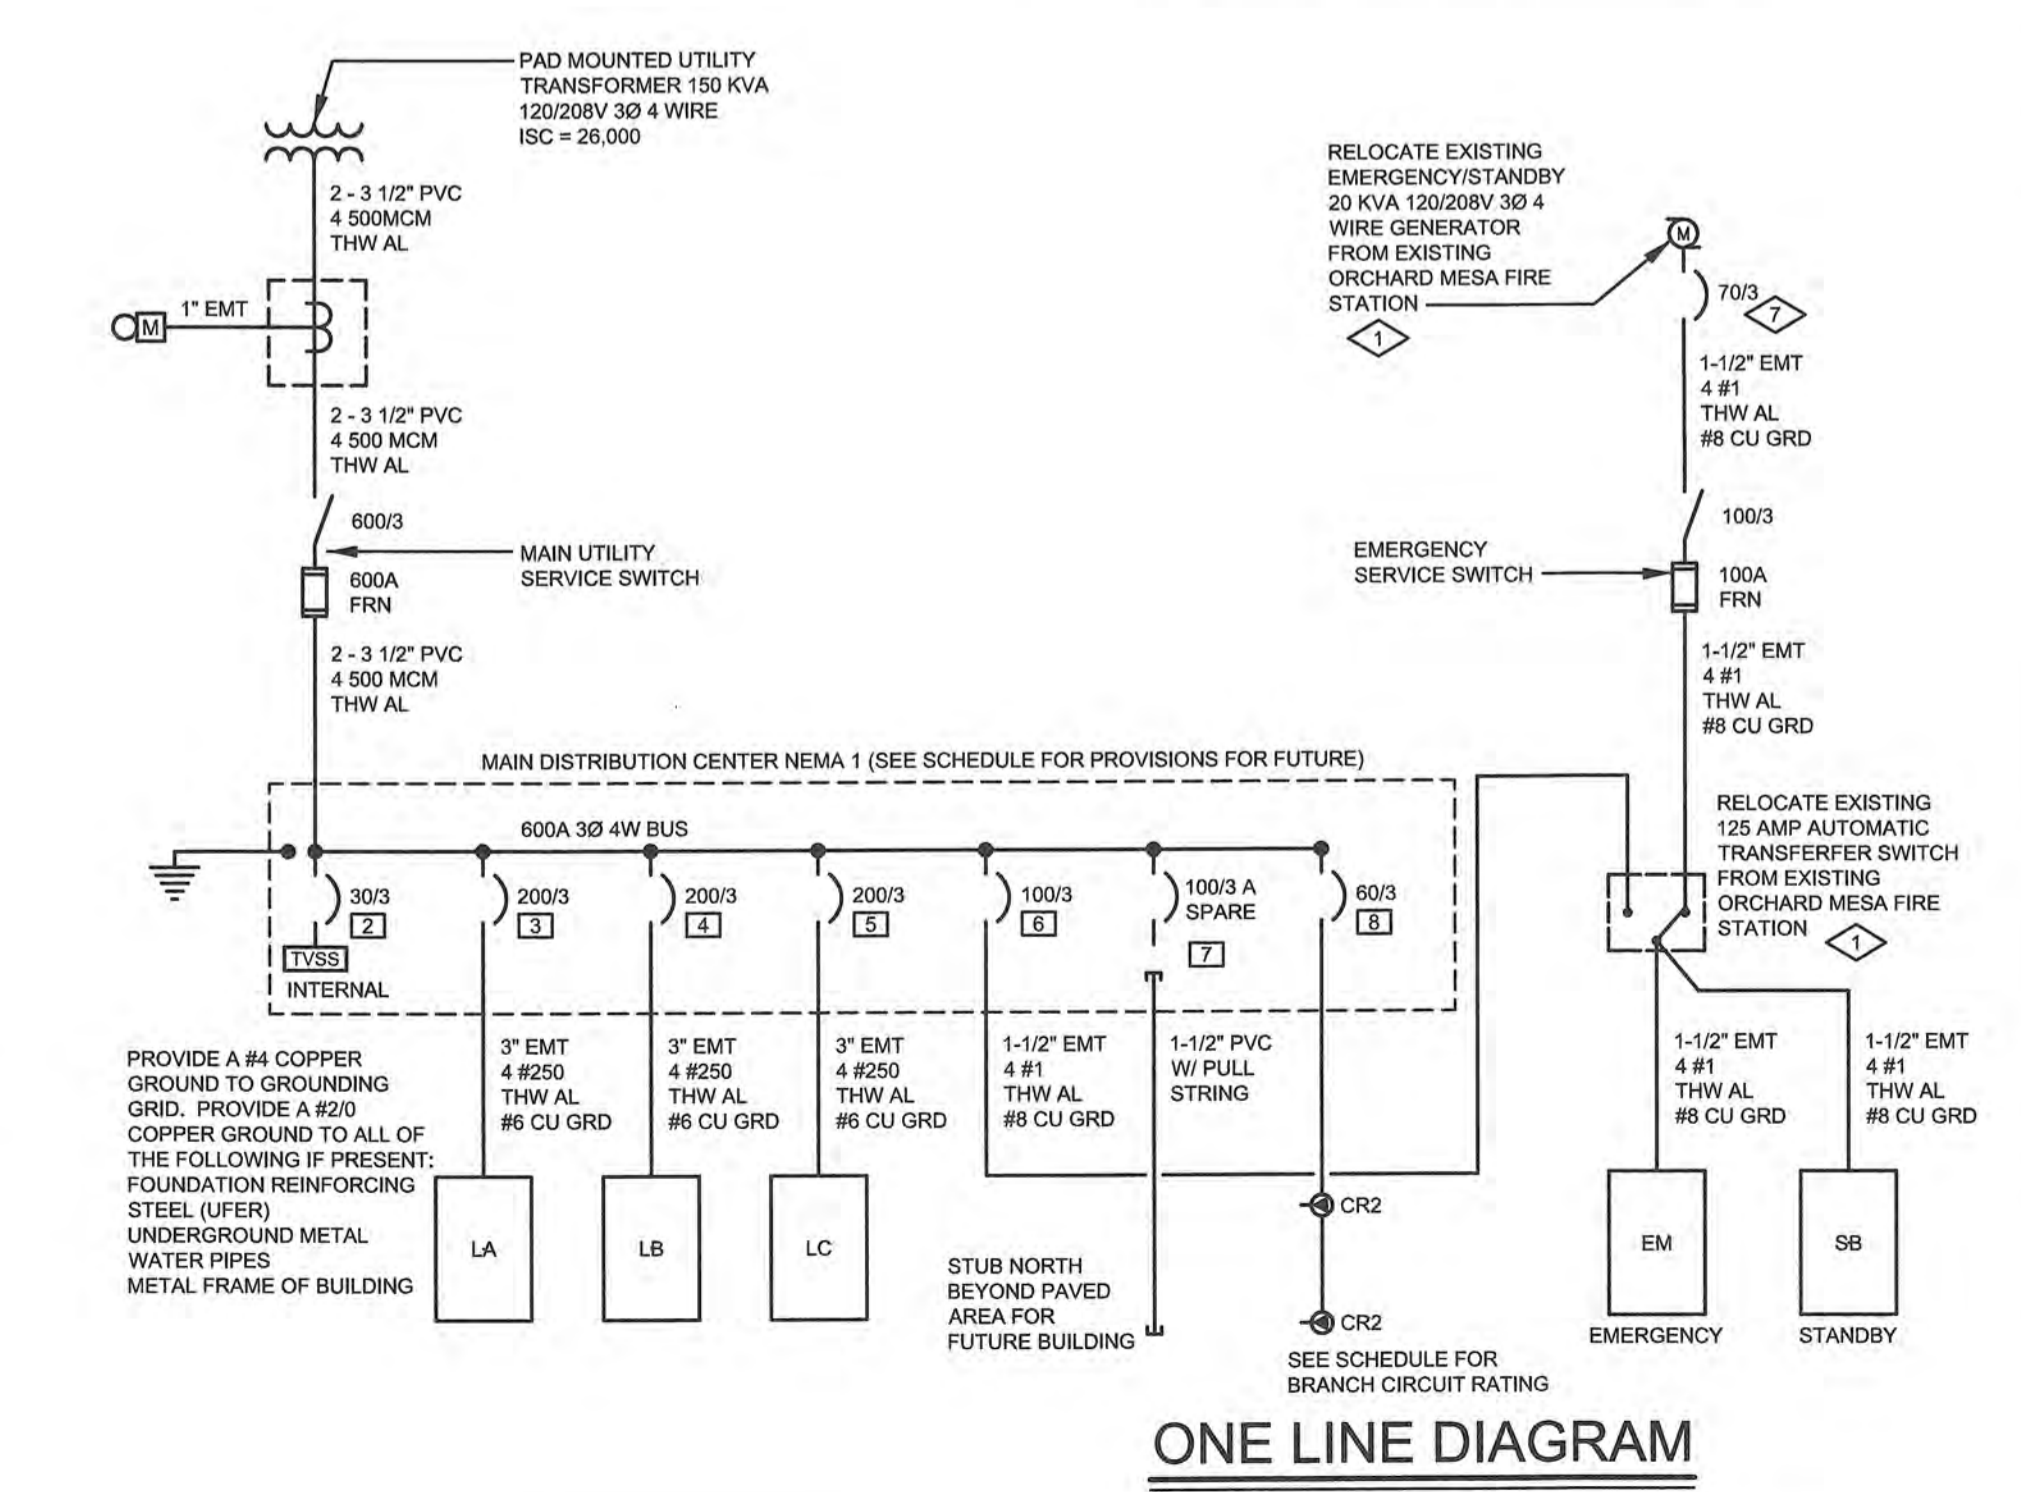 PAD MOUNTED UTILITY
TRANSFORMER 150 KVA
120/208V 3Ø 4 WIRE
ISC = 26,000
2 - 3 1/2" PVC
4 500MCM
THW AL
1" EMT
M
2 - 3 1/2" PVC
4 500 MCM
THW AL
600/3
MAIN UTILITY
SERVICE SWITCH
600A
FRN
2 - 3 1/2" PVC
4 500 MCM
THW AL
RELOCATE EXISTING
EMERGENCY/STANDBY
20 KVA 120/208V 3Ø 4
WIRE GENERATOR
FROM EXISTING
ORCHARD MESA FIRE
STATION
1
M
70/3
7
1-1/2" EMT
4 #1
THW AL
#8 CU GRD
100/3
EMERGENCY
SERVICE SWITCH
100A
FRN
1-1/2" EMT
4 #1
THW AL
#8 CU GRD
MAIN DISTRIBUTION CENTER NEMA 1 (SEE SCHEDULE FOR PROVISIONS FOR FUTURE)
600A 3Ø 4W BUS
30/3
2
TVSS
INTERNAL
200/3
3
200/3
4
200/3
5
100/3
6
100/3 A
SPARE
7
60/3
8
RELOCATE EXISTING
125 AMP AUTOMATIC
TRANSFERFER SWITCH
FROM EXISTING
ORCHARD MESA FIRE
STATION
1
PROVIDE A #4 COPPER
GROUND TO GROUNDING
GRID. PROVIDE A #2/0
COPPER GROUND TO ALL OF
THE FOLLOWING IF PRESENT:
FOUNDATION REINFORCING
STEEL (UFER)
UNDERGROUND METAL
WATER PIPES
METAL FRAME OF BUILDING
3" EMT
4 #250
THW AL
#6 CU GRD
3" EMT
4 #250
THW AL
#6 CU GRD
3" EMT
4 #250
THW AL
#6 CU GRD
1-1/2" EMT
4 #1
THW AL
#8 CU GRD
1-1/2" PVC
W/ PULL
STRING
1-1/2" EMT
4 #1
THW AL
#8 CU GRD
1-1/2" EMT
4 #1
THW AL
#8 CU GRD
LA
LB
LC
STUB NORTH
BEYOND PAVED
AREA FOR
FUTURE BUILDING
CR2
CR2
SEE SCHEDULE FOR
BRANCH CIRCUIT RATING
EM
EMERGENCY
SB
STANDBY
ONE LINE DIAGRAM